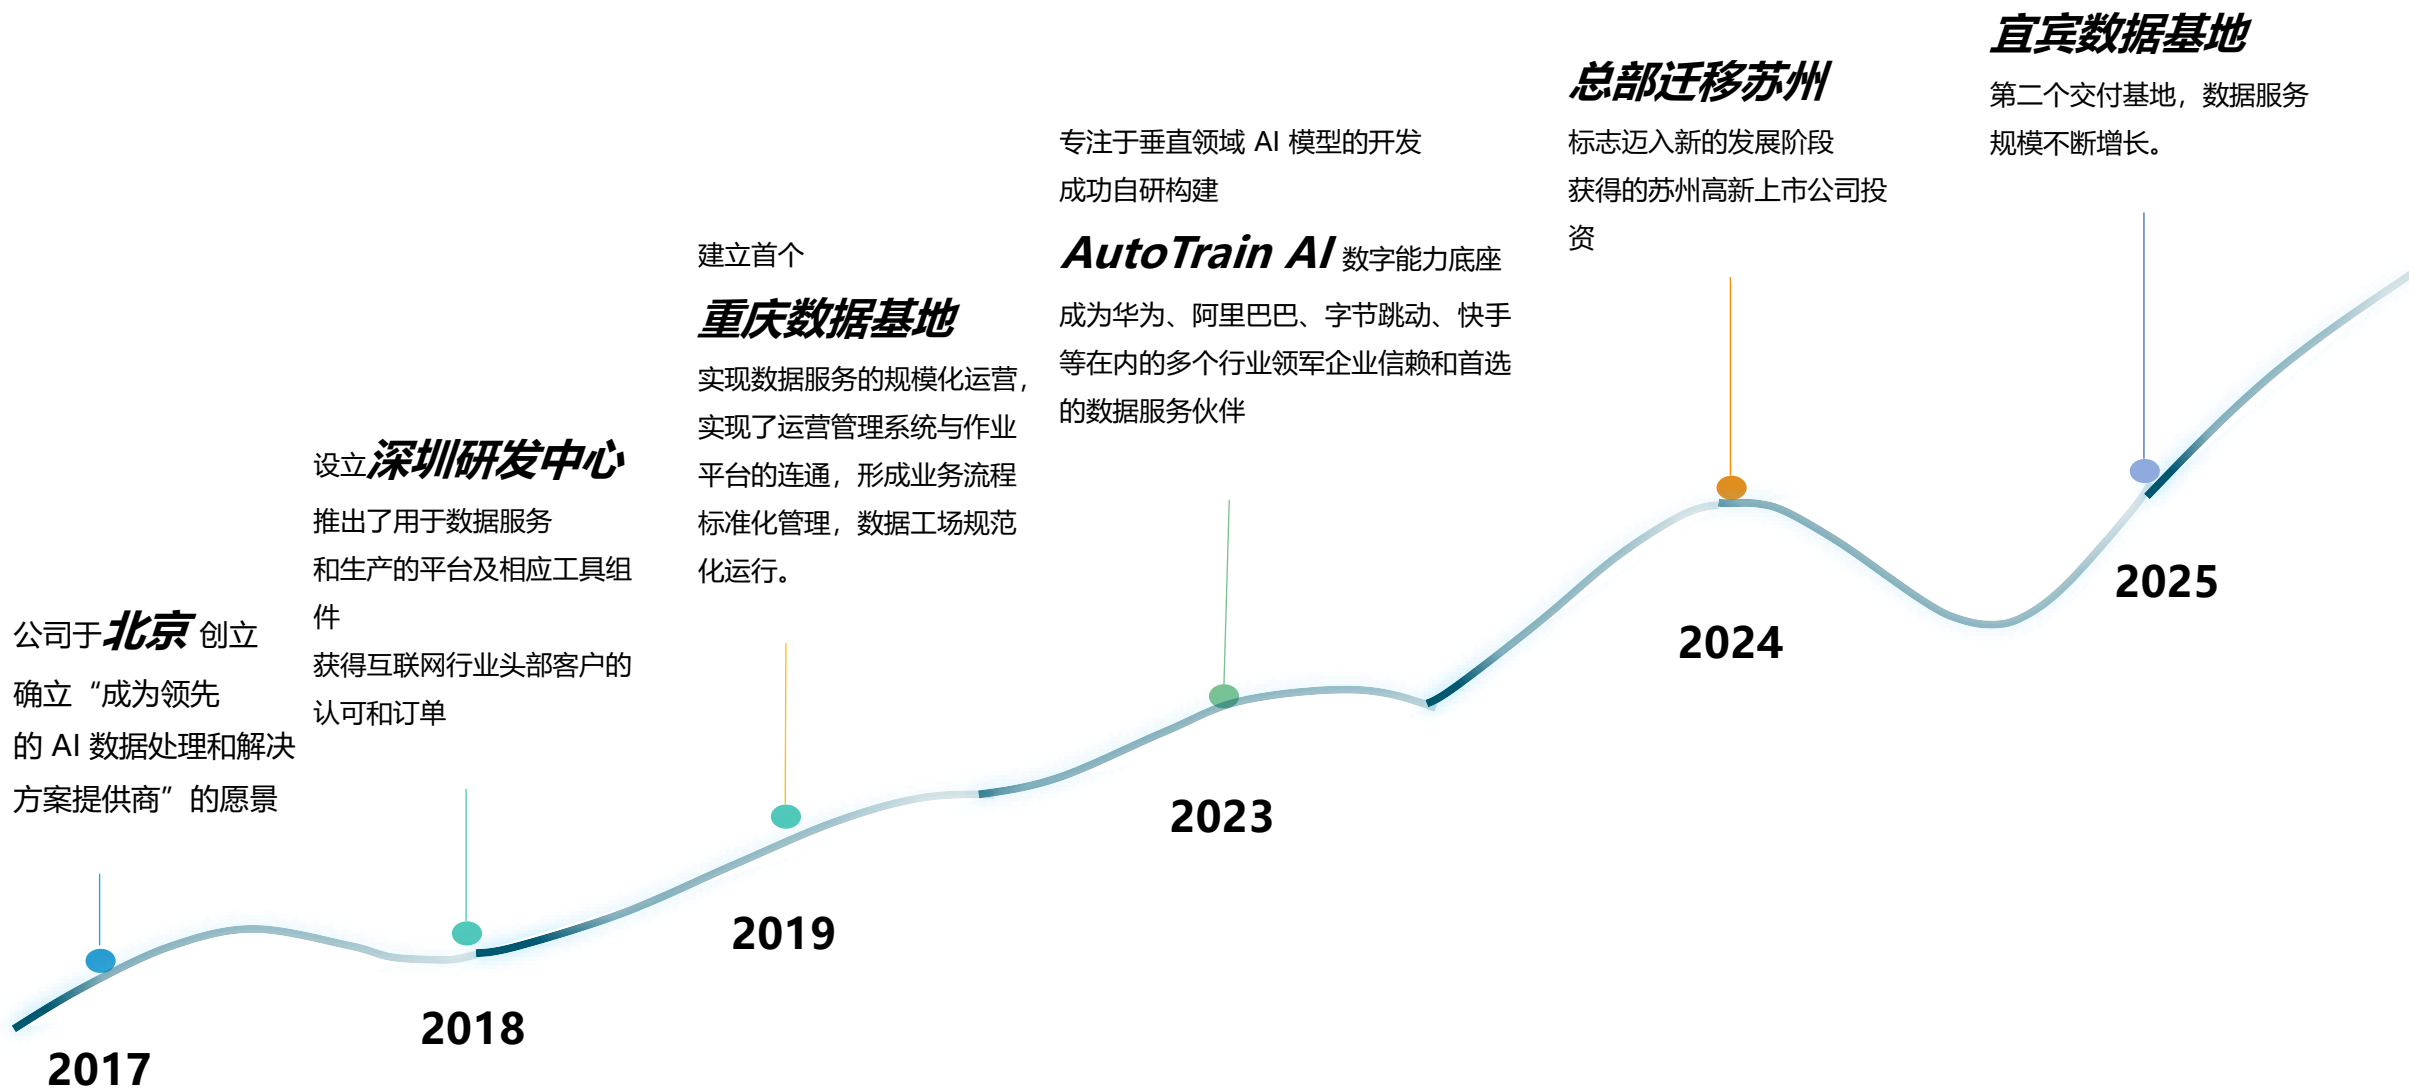 公司于北京 创立
确立“成为领先
的 AI 数据处理和解决
方案提供商”的愿景
2017
设立深圳研发中心
推出了用于数据服务
和生产的平台及相应工具组
件
获得互联网行业头部客户的
认可和订单
2018
建立首个
重庆数据基地
实现数据服务的规模化运营，
实现了运营管理系统与作业
平台的连通，形成业务流程
标准化管理，数据工场规范
化运行。
2019
专注于垂直领域 AI 模型的开发
成功自研构建
AutoTrain AI 数字能力底座
成为华为、阿里巴巴、字节跳动、快手
等在内的多个行业领军企业信赖和首选
的数据服务伙伴
2023
总部迁移苏州
标志迈入新的发展阶段
获得的苏州高新上市公司投
资
2024
宜宾数据基地
第二个交付基地，数据服务
规模不断增长。
2025